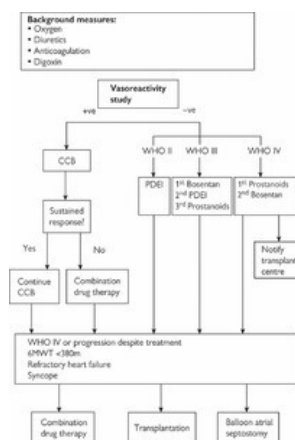 Background measures:
• Oxygen
• Diuretics
• Anticoagulation
• Digoxin
Vasoreactivity
study
+ve
−ve
WHO II
WHO III
WHO IV
CCB
PDEI
1st Bosentan
2nd PDEI
3rd Prostanoids
1st Prostanoids
2nd Bosentan
Sustained
response?
Notify
transplant
centre
Yes
No
Continue
CCB
Combination
drug therapy
WHO IV or progression despite treatment
6MWT <380m
Refractory heart failure
Syncope
Combination
drug therapy
Transplantation
Balloon atrial
septostomy